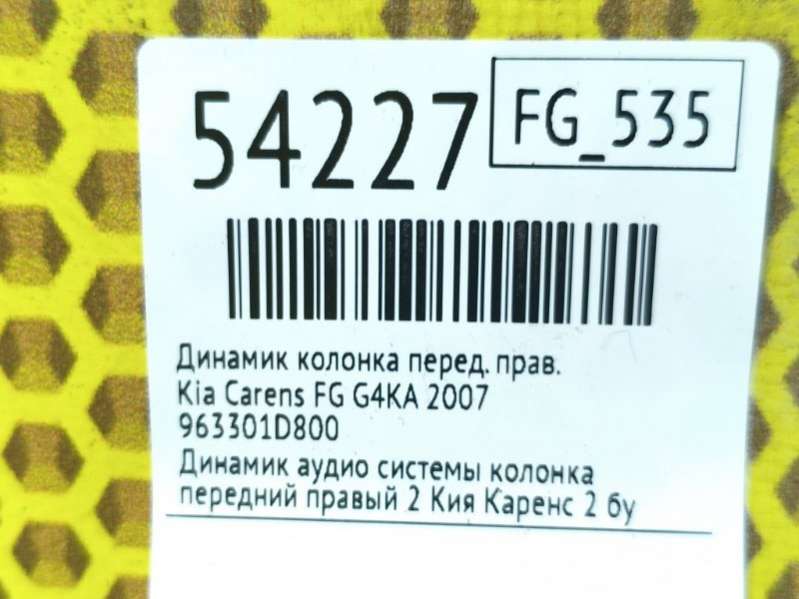 54227
FG_535
Динамик колонка перед. прав.
Kia Carens FG G4KA 2007
963301D800
Динамик аудио системы колонка
передний правый 2 Кия Каренс 2 бу